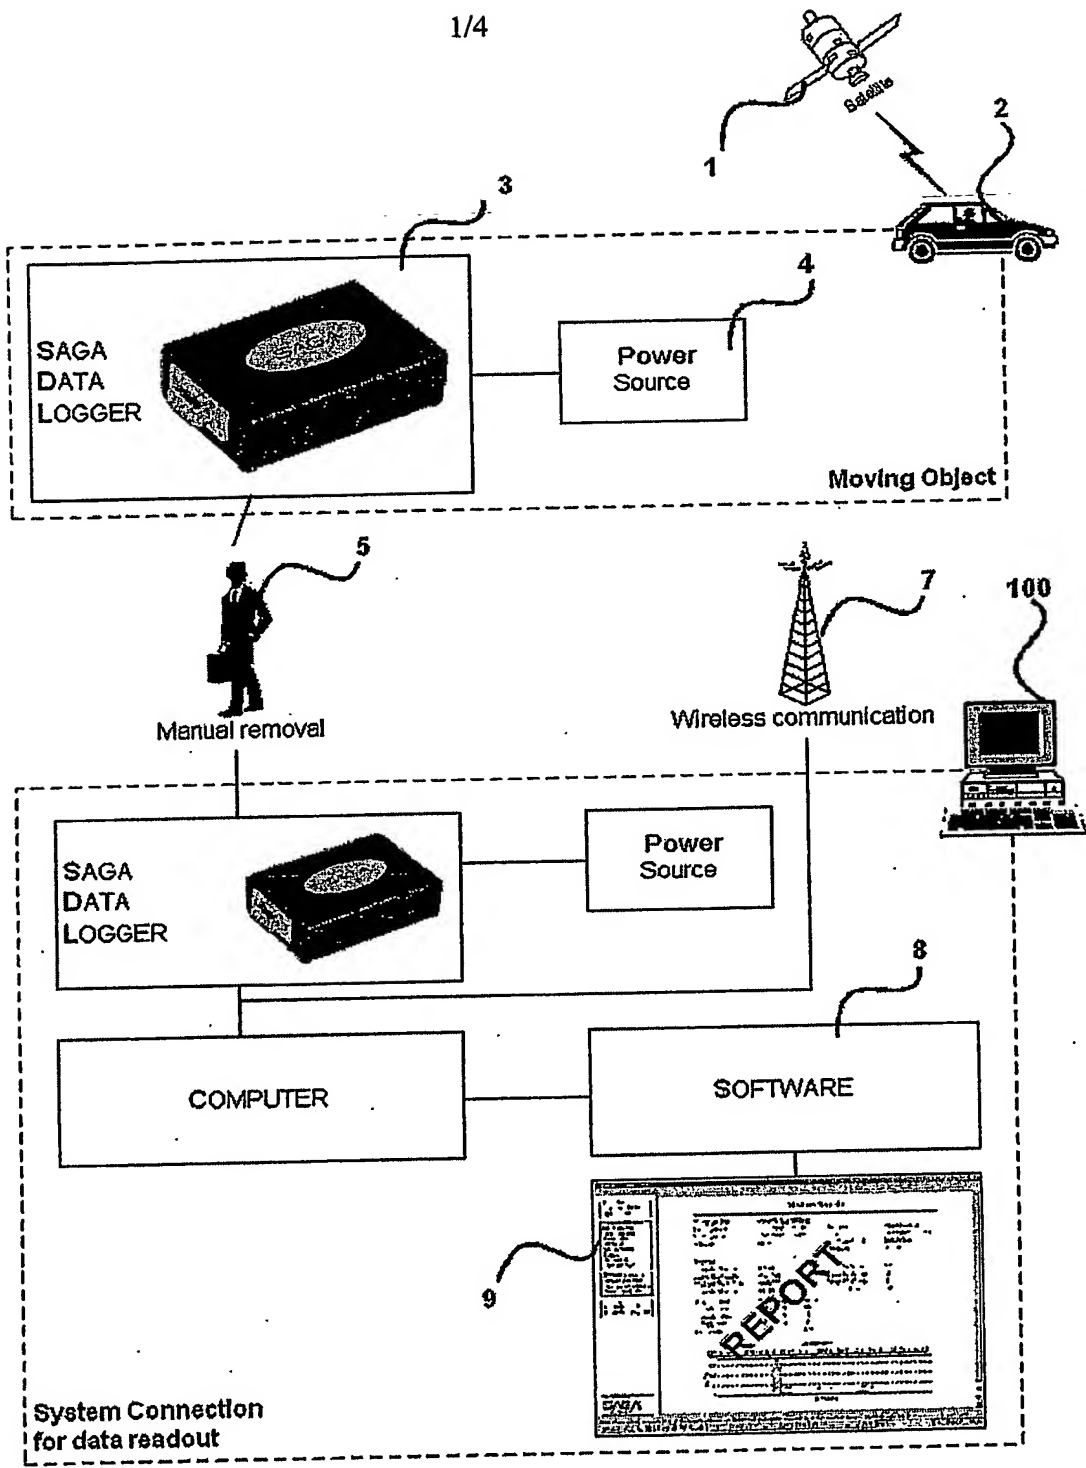 1/4
Satellite
1
2
3
SAGA
DATA
LOGGER
4
Power
Source
Moving Object
5
7
100
Manual removal
Wireless communication
SAGA
DATA
LOGGER
Power
Source
8
COMPUTER
SOFTWARE
9
REPORT
System Connection
for data readout